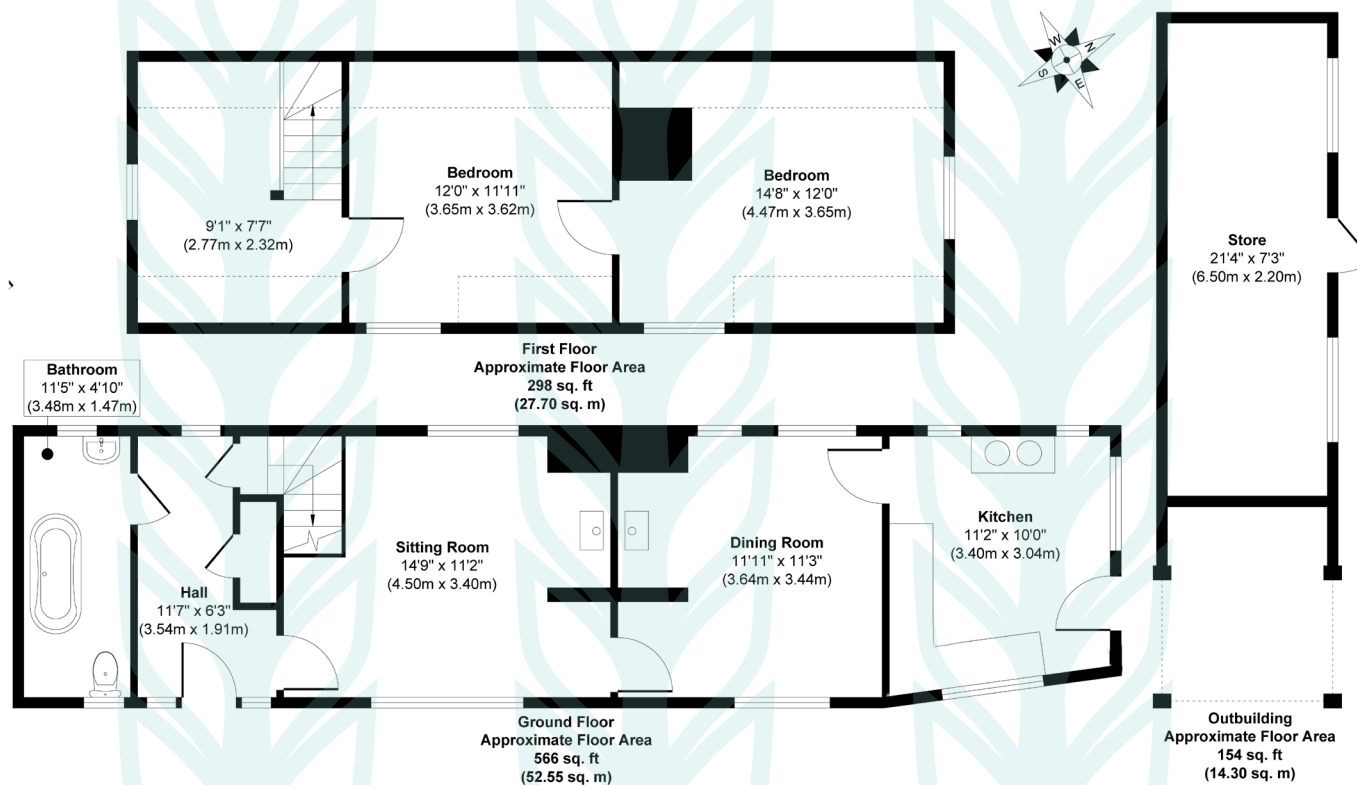 W
N
S
E
Bedroom
12'0" x 11'11"
(3.65m x 3.62m)
Bedroom
14'8" x 12'0"
(4.47m x 3.65m)
9'1" x 7'7"
(2.77m x 2.32m)
Store
21'4" x 7'3"
(6.50m x 2.20m)
First Floor
Approximate Floor Area
298 sq. ft
(27.70 sq. m)
Bathroom
11'5" x 4'10"
(3.48m x 1.47m)
Kitchen
11'2" x 10'0"
(3.40m x 3.04m)
Sitting Room
14'9" x 11'2"
(4.50m x 3.40m)
Dining Room
11'11" x 11'3"
(3.64m x 3.44m)
Hall
11'7" x 6'3"
(3.54m x 1.91m)
Ground Floor
Approximate Floor Area
566 sq. ft
(52.55 sq. m)
Outbuilding
Approximate Floor Area
154 sq. ft
(14.30 sq. m)